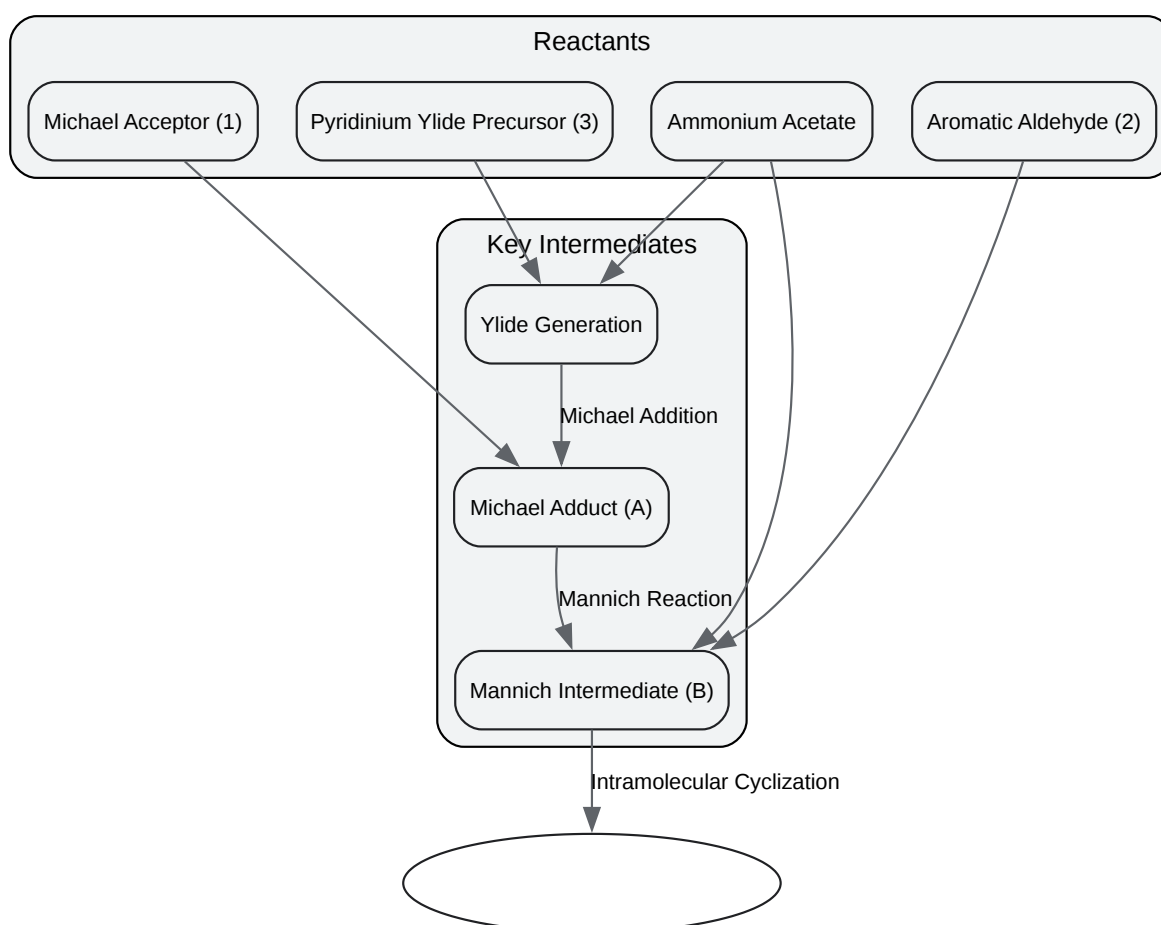 Reactants
Michael Acceptor (1)
Pyridinium Ylide Precursor (3)
Ammonium Acetate
Aromatic Aldehyde (2)
Key Intermediates
Ylide Generation
Michael Addition
Michael Adduct (A)
Mannich Reaction
Mannich Intermediate (B)
Intramolecular Cyclization